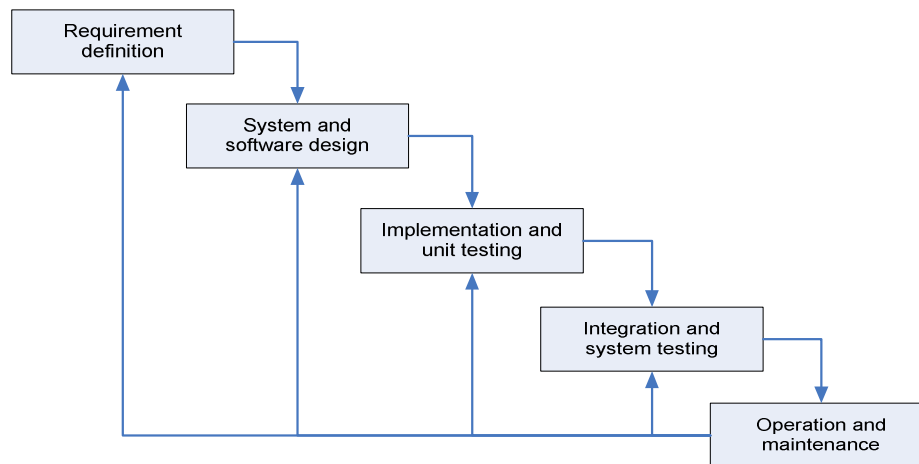 Requirement
definition
System and
software design
Implementation and
unit testing
Integration and
system testing
Operation and
maintenance